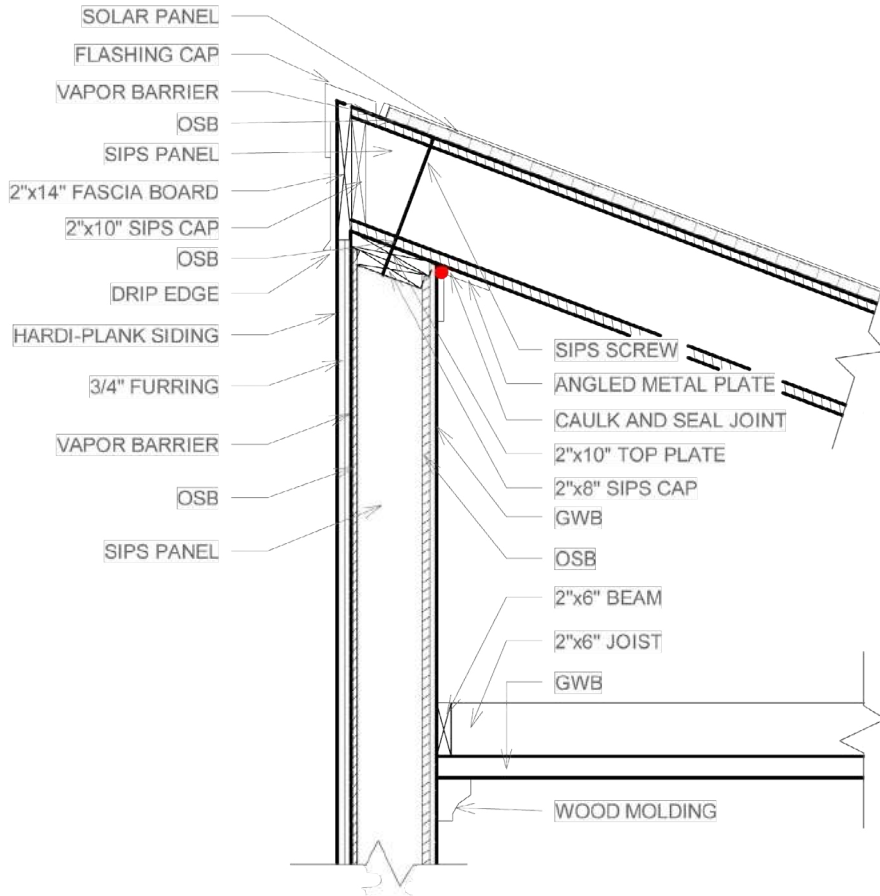 SOLAR PANEL
FLASHING CAP
VAPOR BARRIER
OSB
SIPS PANEL
2"x14" FASCIA BOARD
2"x10" SIPS CAP
OSB
DRIP EDGE
HARDI-PLANK SIDING
3/4" FURRING
VAPOR BARRIER
OSB
SIPS PANEL
SIPS SCREW
ANGLED METAL PLATE
CAULK AND SEAL JOINT
2"x10" TOP PLATE
2"x8" SIPS CAP
GWB
OSB
2"x6" BEAM
2"x6" JOIST
GWB
WOOD MOLDING